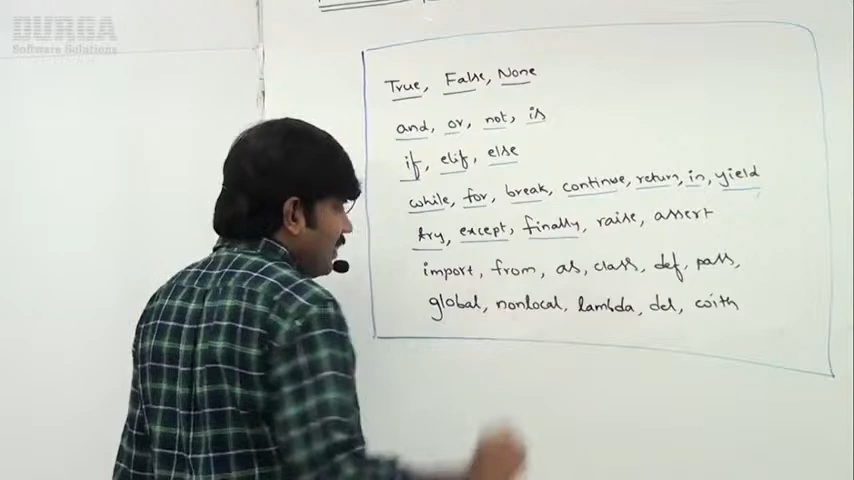 DURGA
Software Solutions
True, False, None
and, or, not, is
if, elif, else
while, for, break, continue, return, in, yield
try, except, finally, raise, assert
import, from, as, class, def, pass,
global, nonlocal, lambda, del, with